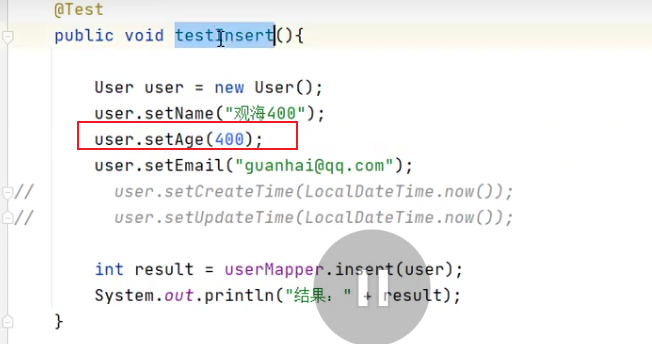 @Test
public void testInsert(){
User user = new User();
user.setName("观海400");
user.setAge(400);
user.setEmail("guanhai@qq.com");
// user.setCreateTime(LocalDateTime.now());
// user.setUpdateTime(LocalDateTime.now());
int result = userMapper.insert(user);
System.out.println("结果：" + result);
}